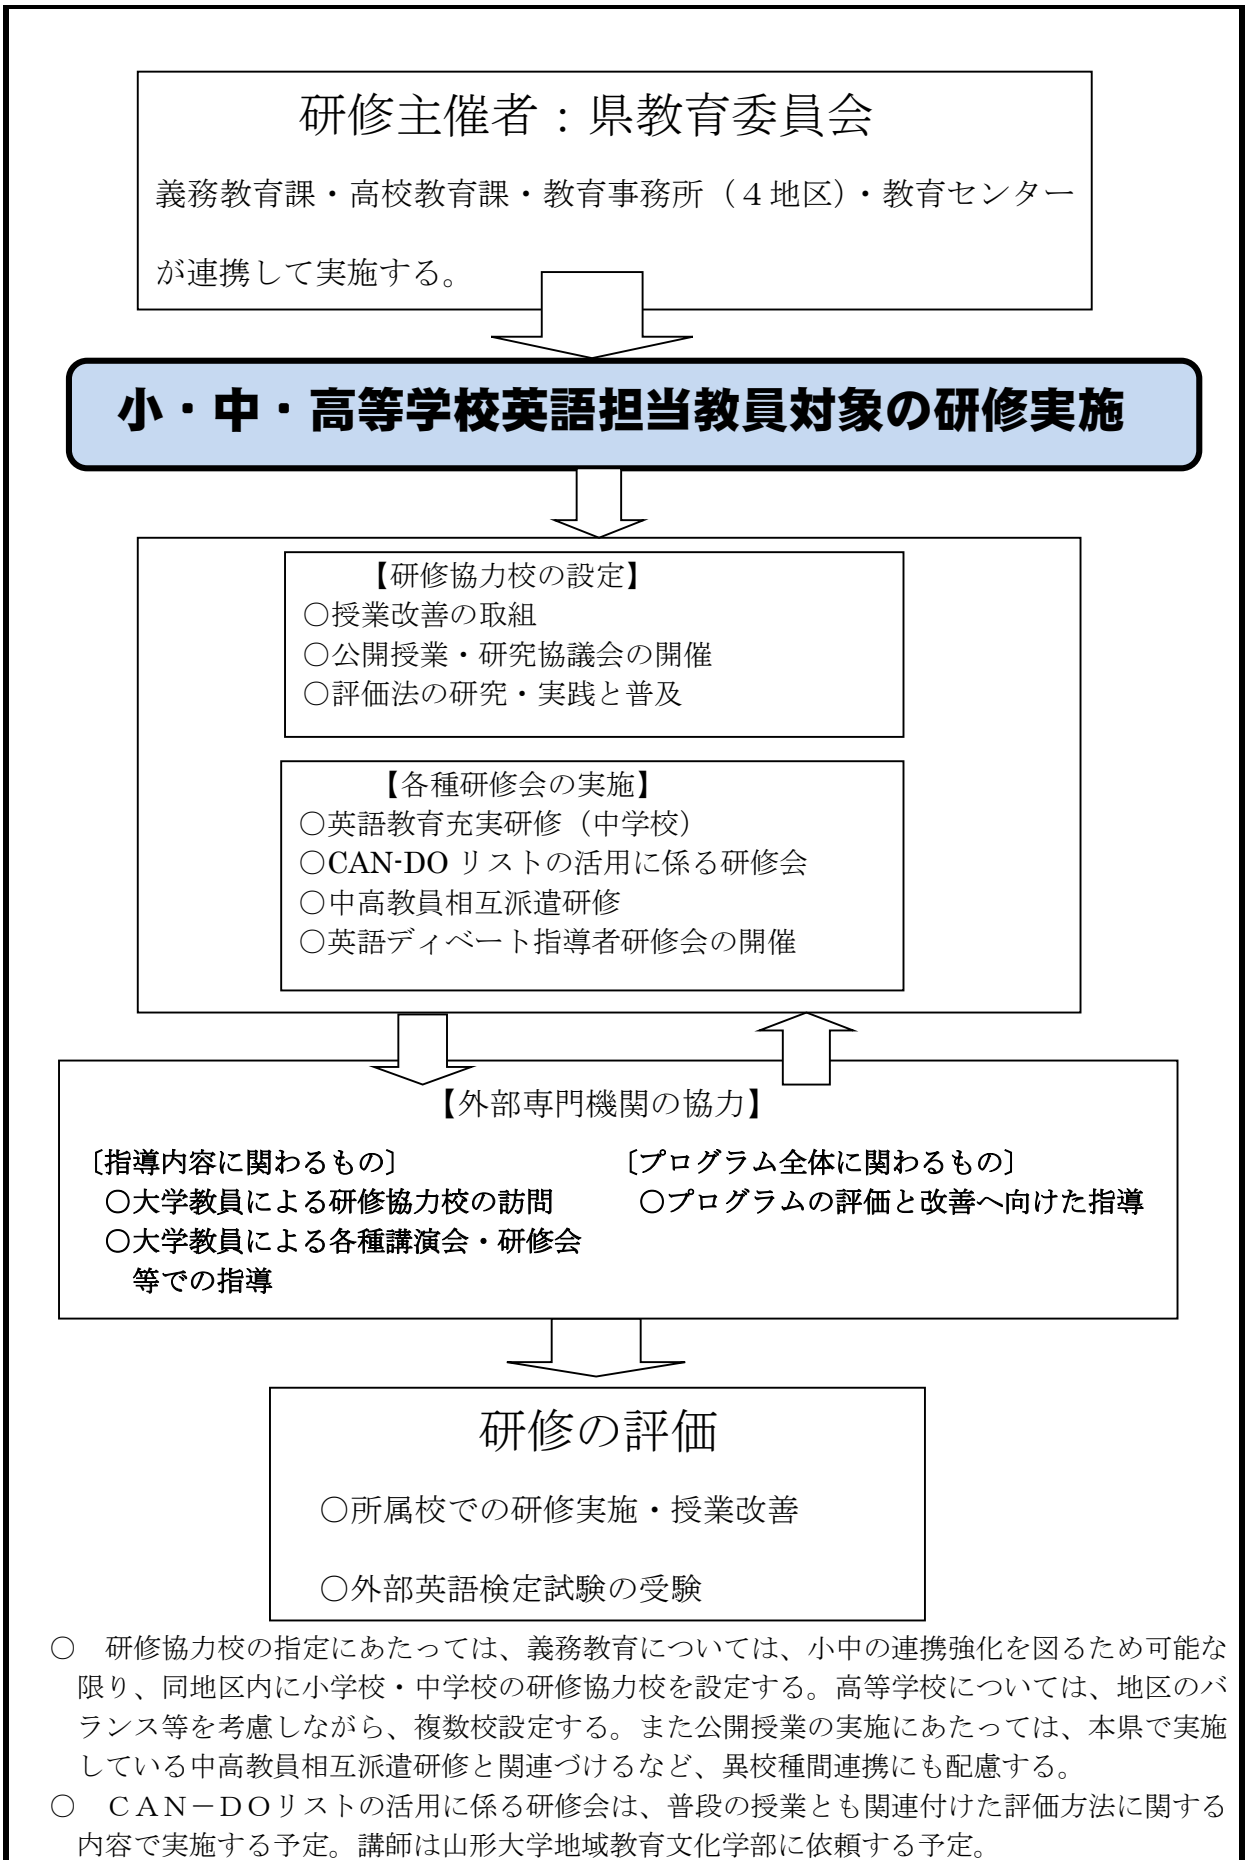 研修主催者：県教育委員会
義務教育課・高校教育課・教育事務所（４地区）・教育センター
が連携して実施する。
小・中・高等学校英語担当教員対象の研修実施
【研修協力校の設定】
○授業改善の取組
○公開授業・研究協議会の開催
○評価法の研究・実践と普及
【各種研修会の実施】
○英語教育充実研修（中学校）
○CAN-DO リストの活用に係る研修会
○中高教員相互派遣研修
○英語ディベート指導者研修会の開催
【外部専門機関の協力】
〔指導内容に関わるもの〕
○大学教員による研修協力校の訪問
○大学教員による各種講演会・研修会
等での指導
〔プログラム全体に関わるもの〕
○プログラムの評価と改善へ向けた指導
研修の評価
○所属校での研修実施・授業改善
○外部英語検定試験の受験
○　研修協力校の指定にあたっては、義務教育については、小中の連携強化を図るため可能な
限り、同地区内に小学校・中学校の研修協力校を設定する。高等学校については、地区のバ
ランス等を考慮しながら、複数校設定する。また公開授業の実施にあたっては、本県で実施
している中高教員相互派遣研修と関連づけるなど、異校種間連携にも配慮する。
○　ＣＡＮ－ＤＯリストの活用に係る研修会は、普段の授業とも関連付けた評価方法に関する
内容で実施する予定。講師は山形大学地域教育文化学部に依頼する予定。